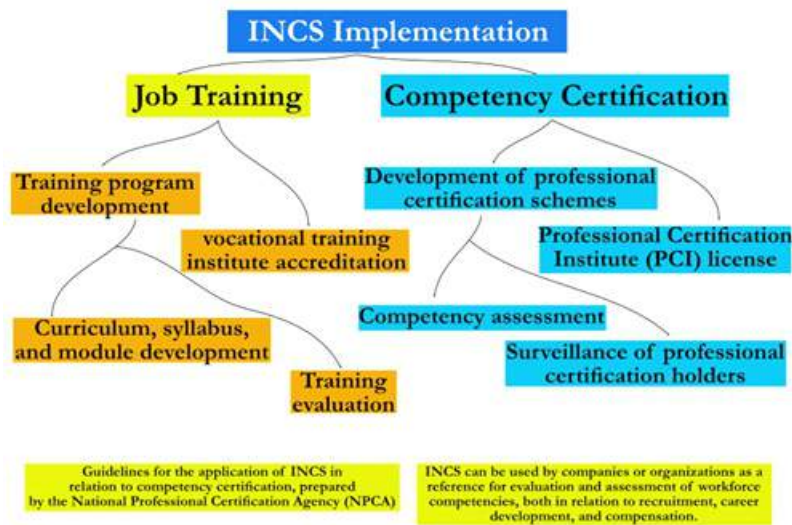 INCS Implementation
Job Training
Competency Certification
Training program
development
Development of professional
certification schemes
vocational training
institute accreditation
Professional Certification
Institute (PCI) license
Curriculum, syllabus,
and module development
Competency assessment
Training
evaluation
Surveillance of professional
certification holders
Guidelines for the application of INCS in
relation to competency certification, prepared
by the National Professional Certification Agency (NPCA)
INCS can be used by companies or organizations as a
reference for evaluation and assessment of workforce
competencies, both in relation to recruitment, career
development, and compensation.